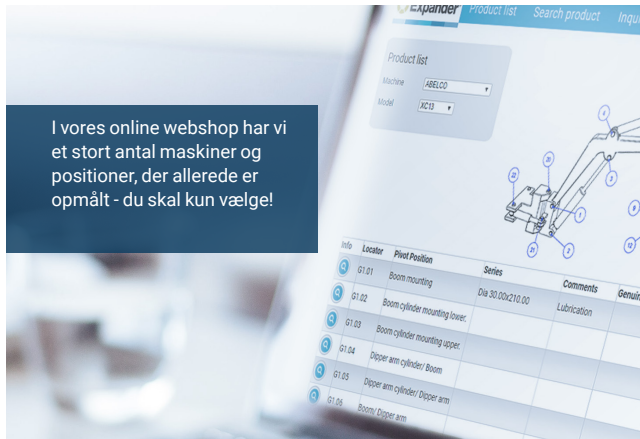 Expander Product list Search product Inqui
Product list
Machine ABELCO
Model XC13
I vores online webshop har vi
et stort antal maskiner og
positioner, der allerede er
opmålt - du skal kun vælge!
Info Locator Pivot Position Series Comments Genuin
G1.01 Boom mounting Dia 30.00x210.00 Lubrication
G1.02 Boom cylinder mounting lower.
G1.03 Boom cylinder mounting upper.
G1.04 Dipper arm cylinder/ Boom
G1.05 Dipper arm cylinder/ Dipper arm
G1.06 Boom/ Dipper arm